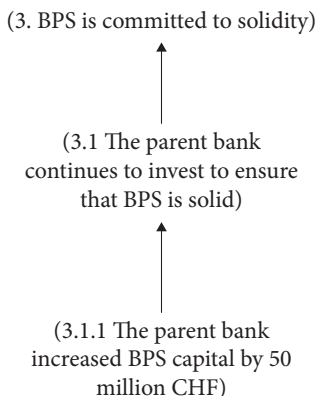 (3. BPS is committed to solidity)
(3.1 The parent bank
continues to invest to ensure
that BPS is solid)
(3.1.1 The parent bank
increased BPS capital by 50
million CHF)